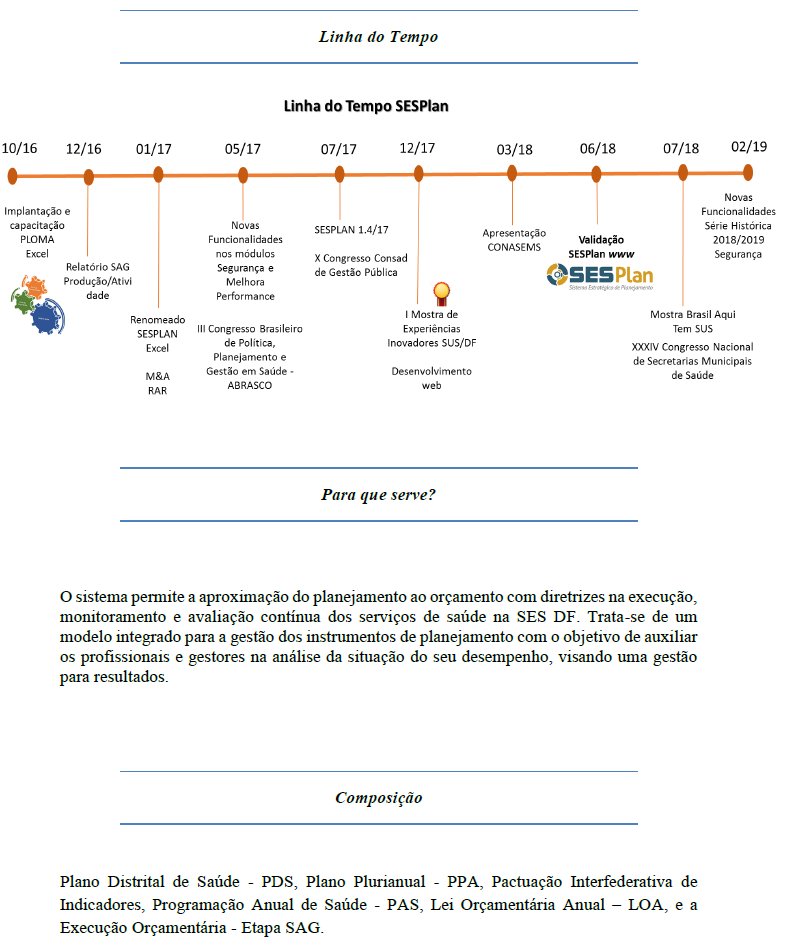 Linha do Tempo
Linha do Tempo SESPlan
10/16
12/16
01/17
05/17
07/17
12/17
03/18
06/18
07/18
02/19
Implantação e
capacitação
PLOMA
Excel
Relatório SAG
Produção/Ativi
dade
Renomeado
SESPLAN
Excel
M&A
RAR
Novas
Funcionalidades
nos módulos
Segurança e
Melhora
Performance
III Congresso Brasileiro
de Política,
Planejamento e
Gestão em Saúde -
ABRASCO
SESPLAN 1.4/17
X Congresso Consad
de Gestão Pública
I Mostra de
Experiências
Inovadores SUS/DF
Desenvolvimento
web
Apresentação
CONASEMS
Validação
SESPlan www
SESPlan
Sistema Estratégico de Planejamento
Mostra Brasil Aqui
Tem SUS
XXXIV Congresso Nacional
de Secretarias Municipais
de Saúde
Novas
Funcionalidades
Série Histórica
2018/2019
Segurança
Para que serve?
O sistema permite a aproximação do planejamento ao orçamento com diretrizes na execução,
monitoramento e avaliação contínua dos serviços de saúde na SES DF. Trata-se de um
modelo integrado para a gestão dos instrumentos de planejamento com o objetivo de auxiliar
os profissionais e gestores na análise da situação do seu desempenho, visando uma gestão
para resultados.
Composição
Plano Distrital de Saúde - PDS, Plano Plurianual - PPA, Pactuação Interfederativa de
Indicadores, Programação Anual de Saúde - PAS, Lei Orçamentária Anual – LOA, e a
Execução Orçamentária - Etapa SAG.